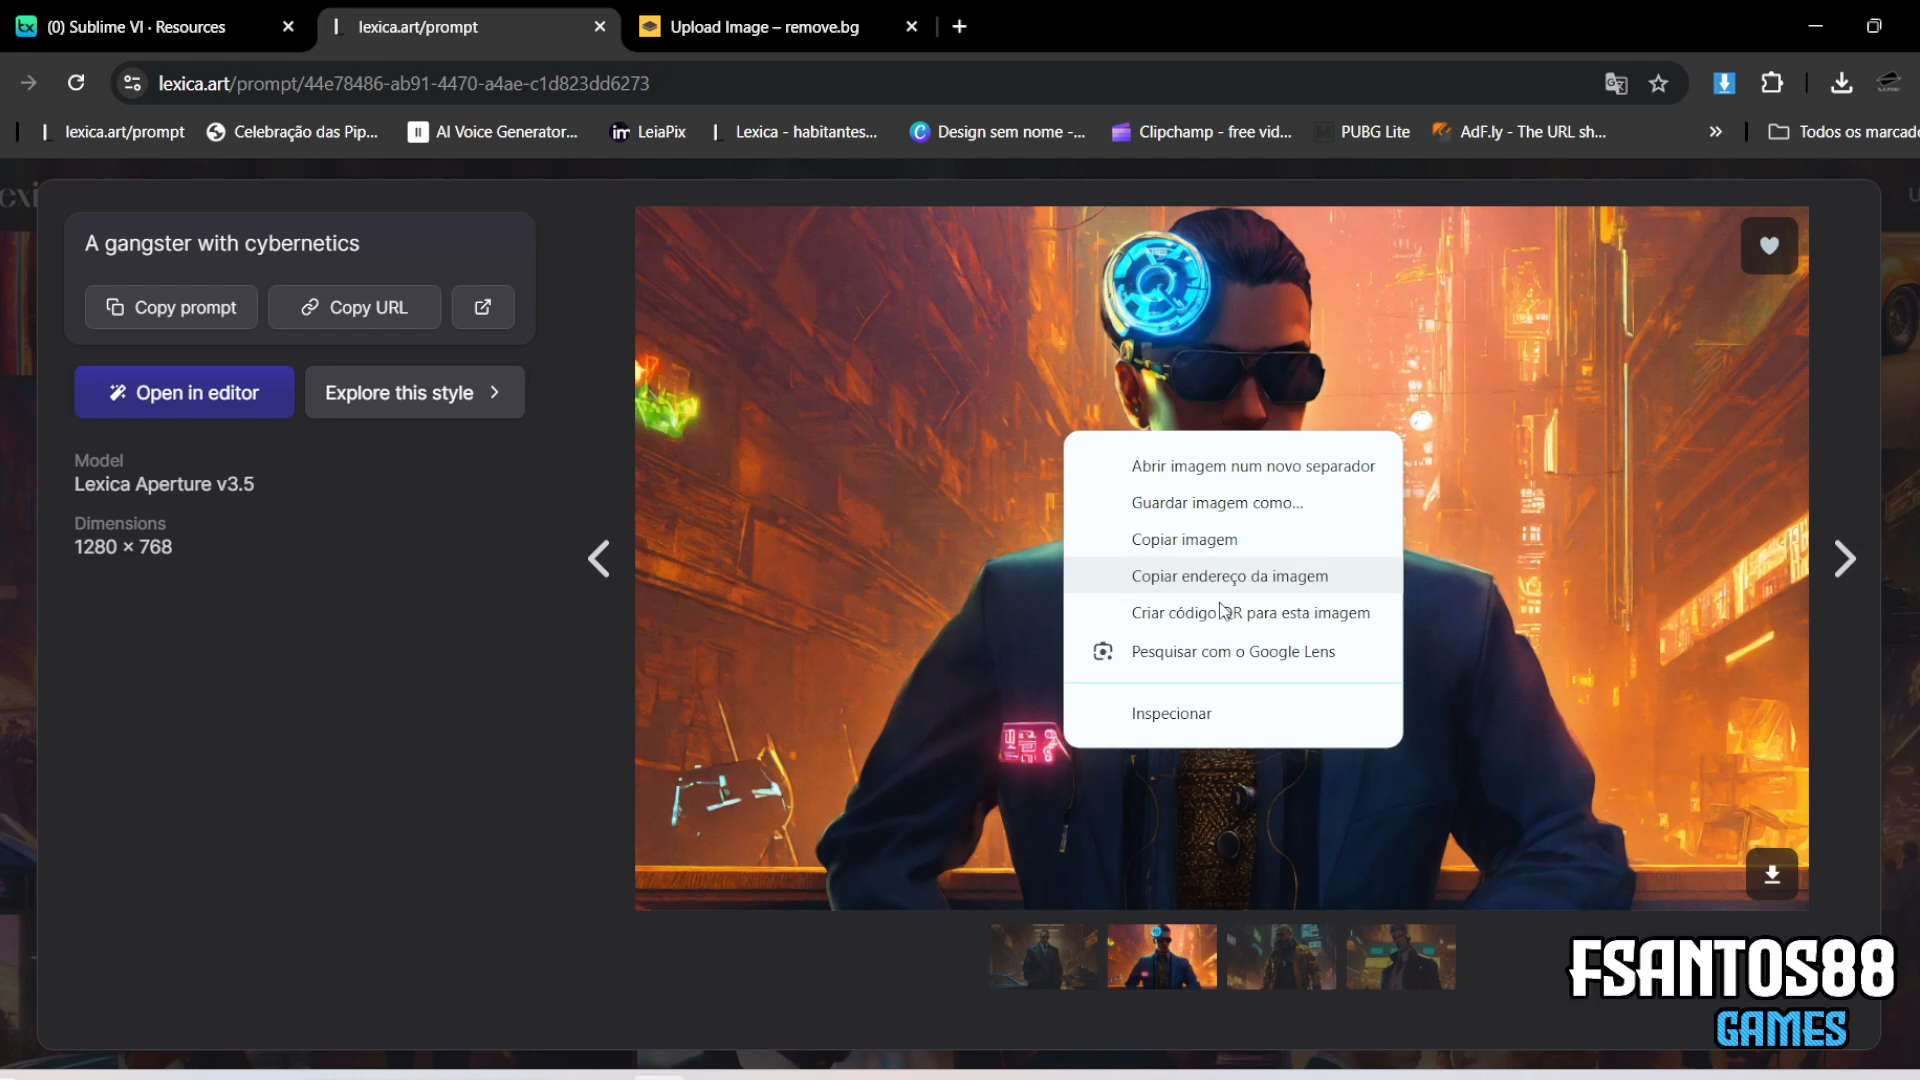 (0) Sublime VI · Resources
lexica.art/prompt
Upload Image – remove.bg
lexica.art/prompt/44e78486-ab91-4470-a4ae-c1d823dd6273
lexica.art/prompt
Celebração das Pip...
AI Voice Generator...
LeiaPix
Lexica - habitantes...
Design sem nome -...
Clipchamp - free vid...
PUBG Lite
AdF.ly - The URL sh...
Todos os marcado
exi
A gangster with cybernetics
Copy prompt
Copy URL
Open in editor
Explore this style
Model
Lexica Aperture v3.5
Dimensions
1280 × 768
Abrir imagem num novo separador
Guardar imagem como...
Copiar imagem
Copiar endereço da imagem
Criar código QR para esta imagem
Pesquisar com o Google Lens
Inspecionar
FSANTOS88
GAMES